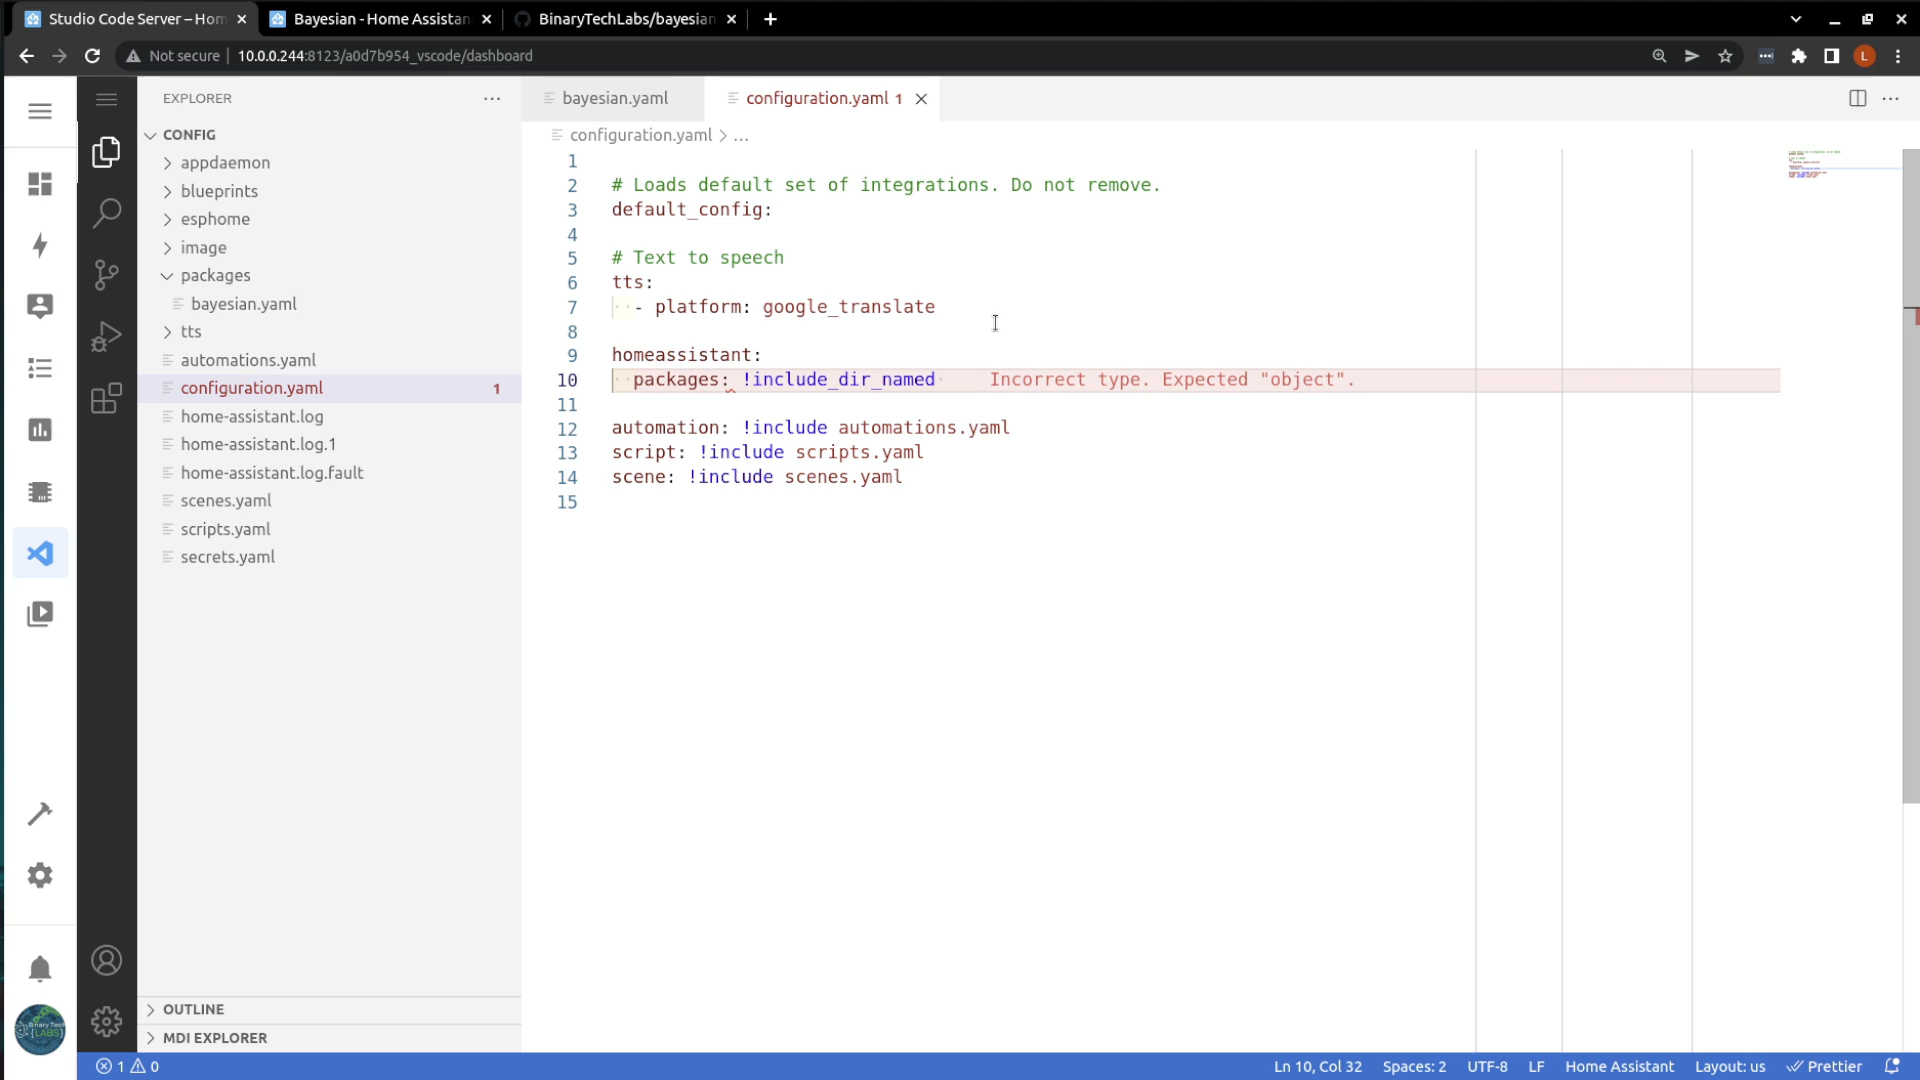 Studio Code Server – Hom
Bayesian - Home Assistan
BinaryTechLabs/bayesian
Not secure
10.0.0.244:8123/a0d7b954_vscode/dashboard
L
EXPLORER
CONFIG
appdaemon
blueprints
esphome
image
packages
bayesian.yaml
tts
automations.yaml
configuration.yaml 1
home-assistant.log
home-assistant.log.1
home-assistant.log.fault
scenes.yaml
scripts.yaml
secrets.yaml
OUTLINE
MDI EXPLORER
bayesian.yaml
configuration.yaml 1
configuration.yaml > ...
1
2 # Loads default set of integrations. Do not remove.
3 default_config:
4
5 # Text to speech
6 tts:
7 - platform: google_translate
8
9 homeassistant:
10 packages: !include_dir_named Incorrect type. Expected "object".
11
12 automation: !include automations.yaml
13 script: !include scripts.yaml
14 scene: !include scenes.yaml
15
1 0
Ln 10, Col 32
Spaces: 2
UTF-8
LF
Home Assistant
Layout: us
Prettier